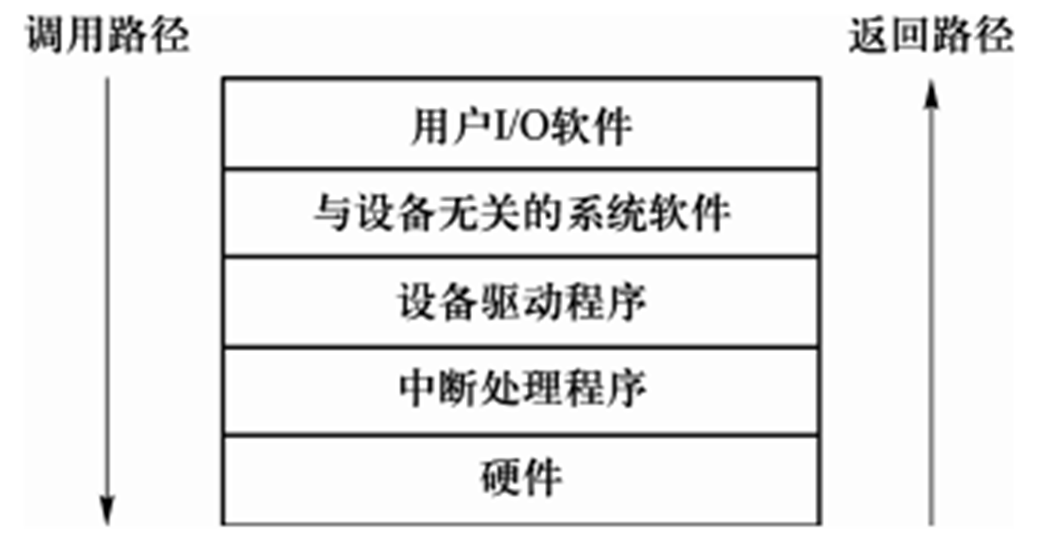 调用路径
返回路径
用户I/O软件
与设备无关的系统软件
设备驱动程序
中断处理程序
硬件